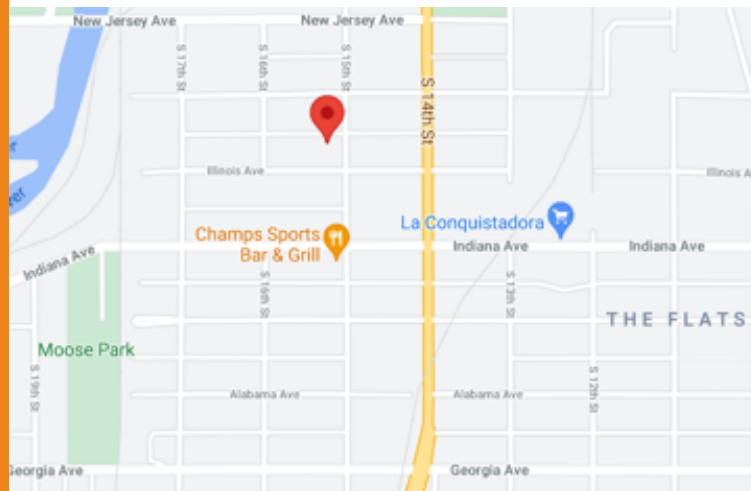 New Jersey Ave
New Jersey Ave
S 17th St
S 16th St
S 15th St
S 14th St
Illinois Ave
Illinois A
ver
Champs Sports
Bar & Grill
La Conquistadora
Indiana Ave
Indiana Ave
Indiana Ave
S 16th St
S 13th St
THE FLATS
Moose Park
S 19th St
S 12th St
Alabama Ave
Alabama Ave
Georgia Ave
Georgia Ave